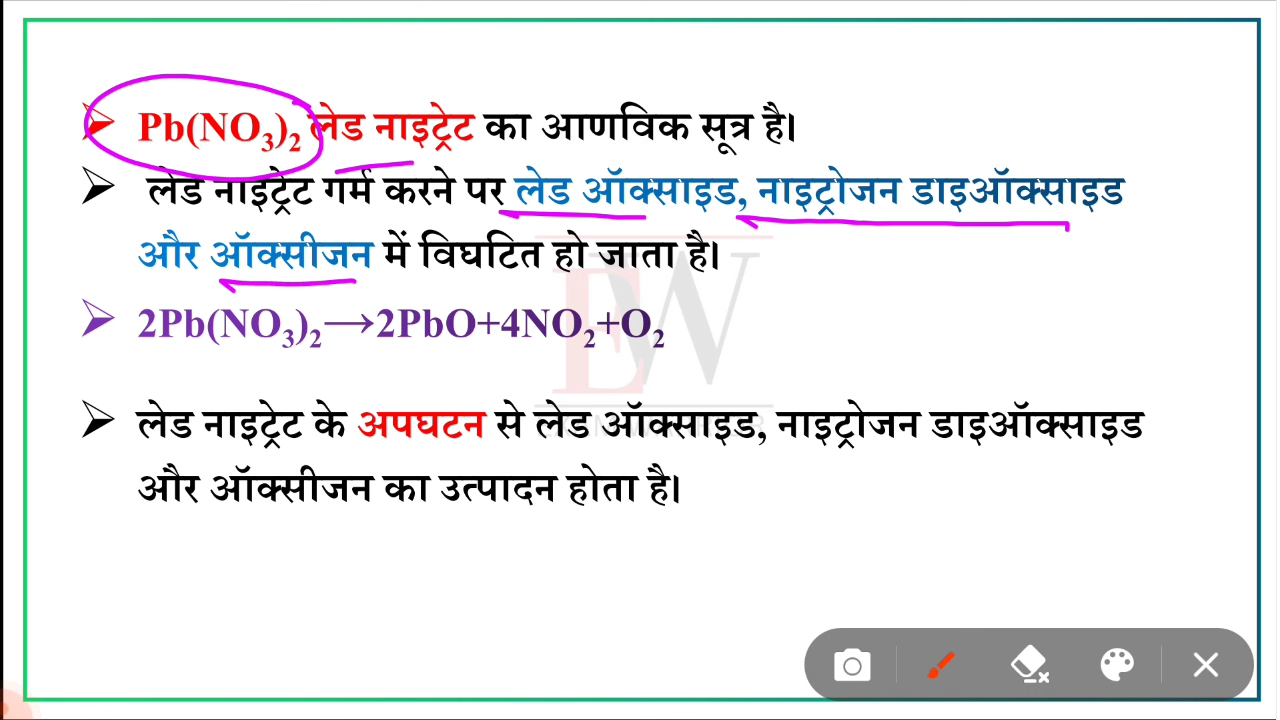 ➢ Pb(NO₃)₂ लेड नाइट्रेट का आणविक सूत्र है।
➢ लेड नाइट्रेट गर्म करने पर लेड ऑक्साइड, नाइट्रोजन डाइऑक्साइड
और ऑक्सीजन में विघटित हो जाता है।
➢ 2Pb(NO₃)₂⟶2PbO+4NO₂+O₂
➢ लेड नाइट्रेट के अपघटन से लेड ऑक्साइड, नाइट्रोजन डाइऑक्साइड
और ऑक्सीजन का उत्पादन होता है।
EW